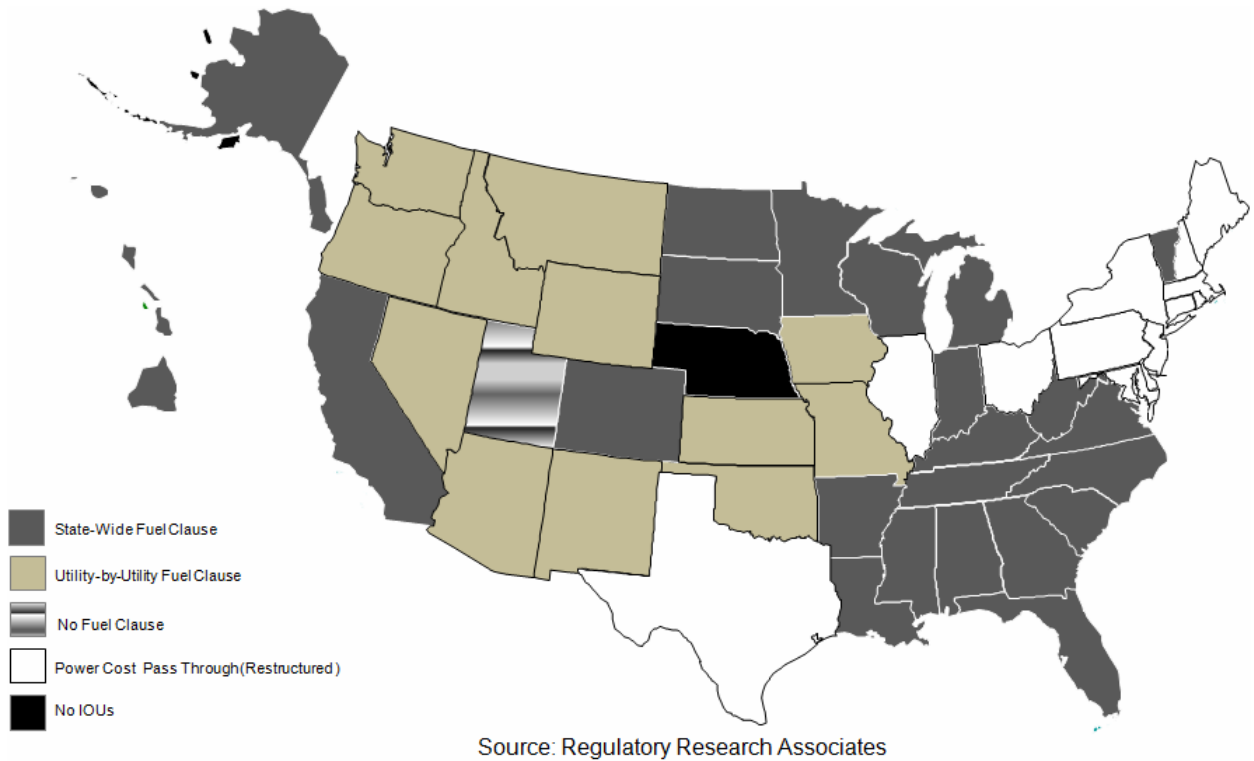 State-Wide Fuel Clause
Utility-by-Utility Fuel Clause
No Fuel Clause
Power Cost Pass Through(Restructured)
No IOUs
Source: Regulatory Research Associates